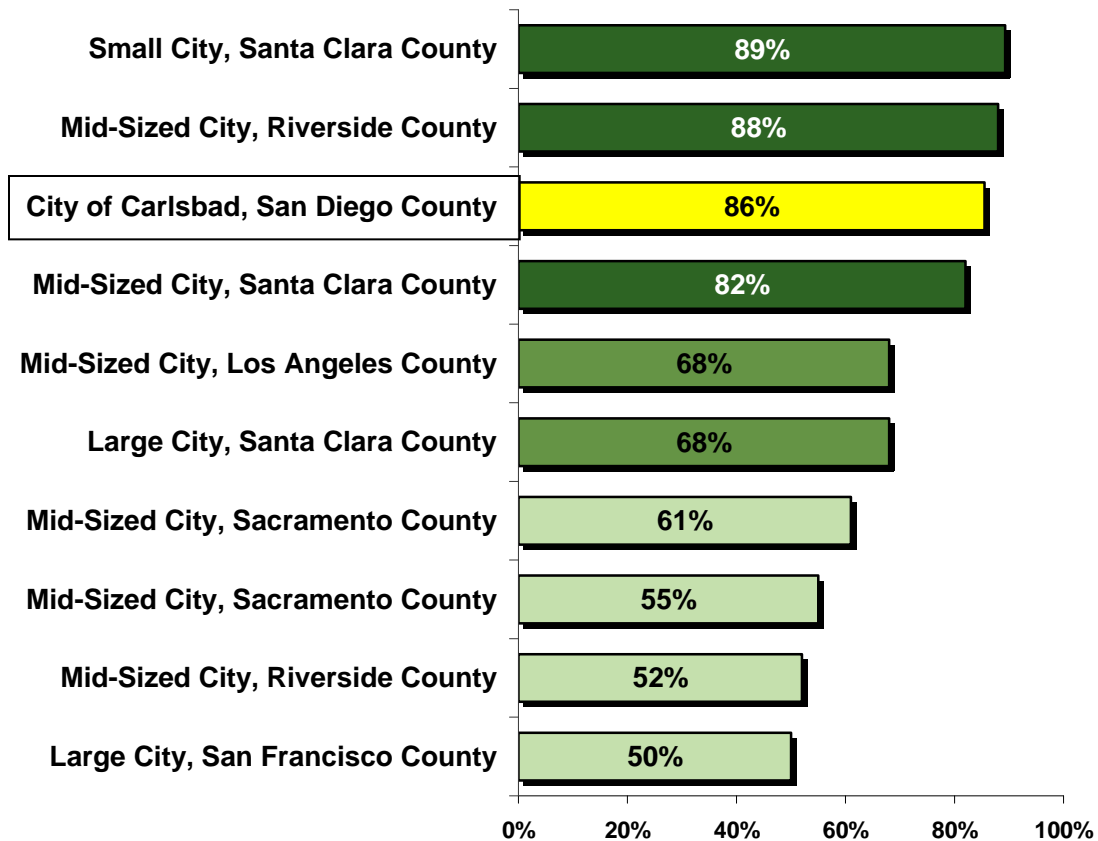 Small City, Santa Clara County 89%
Mid-Sized City, Riverside County 88%
City of Carlsbad, San Diego County 86%
Mid-Sized City, Santa Clara County 82%
Mid-Sized City, Los Angeles County 68%
Large City, Santa Clara County 68%
Mid-Sized City, Sacramento County 61%
Mid-Sized City, Sacramento County 55%
Mid-Sized City, Riverside County 52%
Large City, San Francisco County 50%
0% 20% 40% 60% 80% 100%